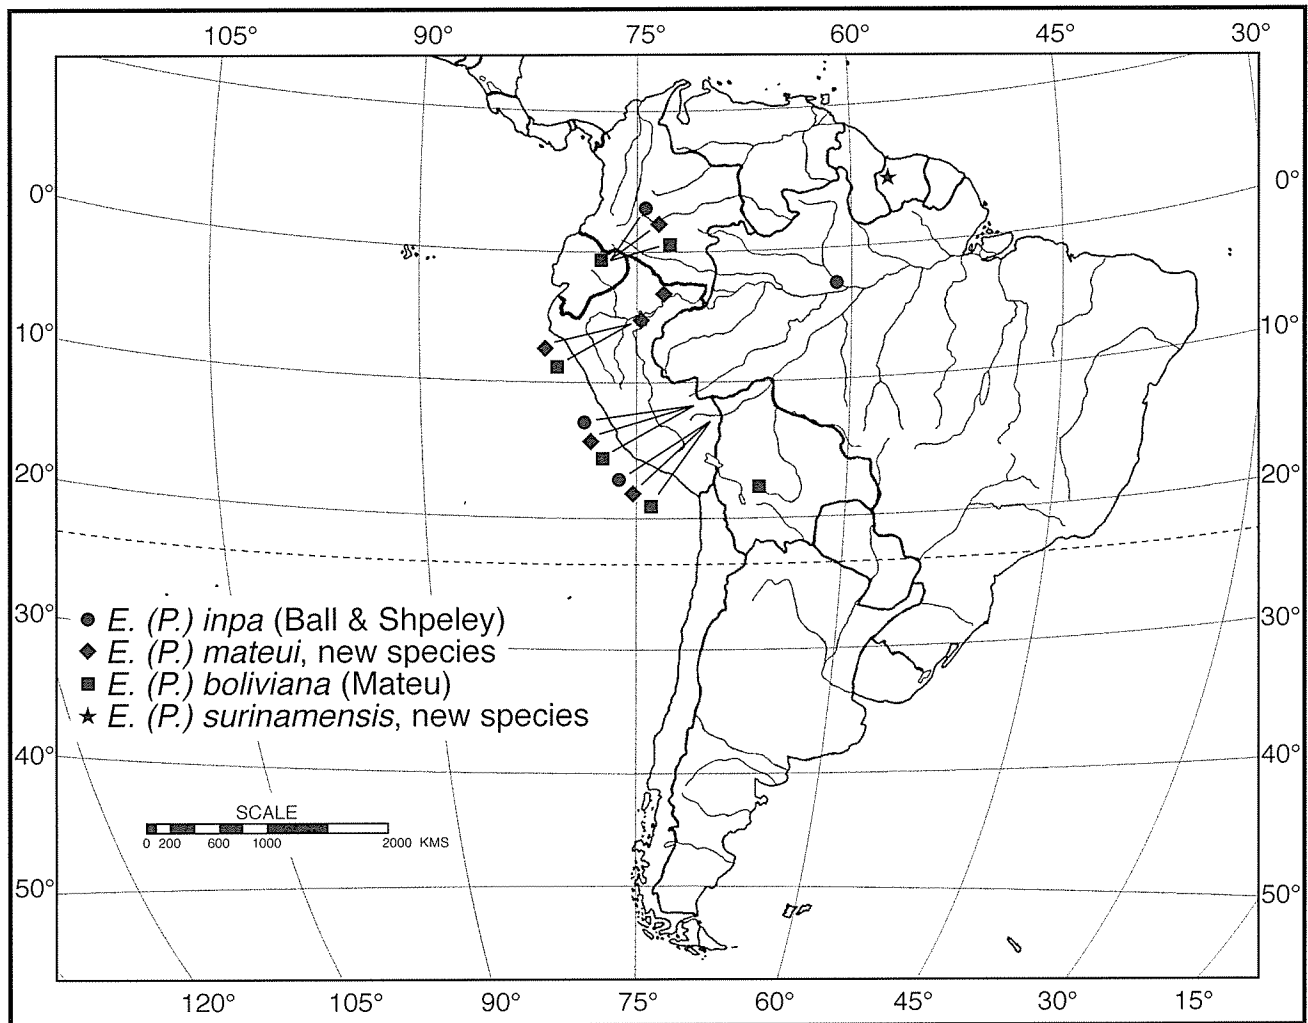 105° 90° 75° 60° 45° 30°
0° 0°
10° 10°
20° 20°
30° 30°
E. (P.) inpa (Ball & Shpeley)
E. (P.) mateui, new species
E. (P.) boliviana (Mateu)
E. (P.) surinamensis, new species
40° 40°
SCALE
0 200 600 1000 2000 KMS
50° 50°
120° 105° 90° 75° 60° 45° 30° 15°